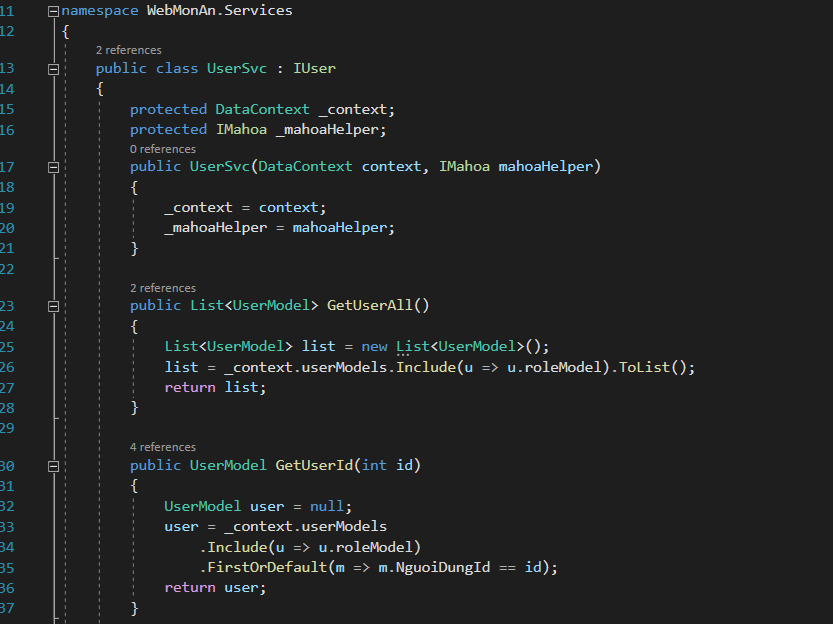 11 namespace WebMonAn.Services
12 {
2 references
13 public class UserSvc : IUser
14 {
15 protected DataContext _context;
16 protected IMahoa _mahoaHelper;
0 references
17 public UserSvc(DataContext context, IMahoa mahoaHelper)
18 {
19 _context = context;
20 _mahoaHelper = mahoaHelper;
21 }
22
2 references
23 public List<UserModel> GetUserAll()
24 {
25 List<UserModel> list = new List<UserModel>();
26 list = _context.userModels.Include(u => u.roleModel).ToList();
27 return list;
28 }
29
4 references
30 public UserModel GetUserId(int id)
31 {
32 UserModel user = null;
33 user = _context.userModels
34 .Include(u => u.roleModel)
35 .FirstOrDefault(m => m.NguoiDungId == id);
36 return user;
37 }